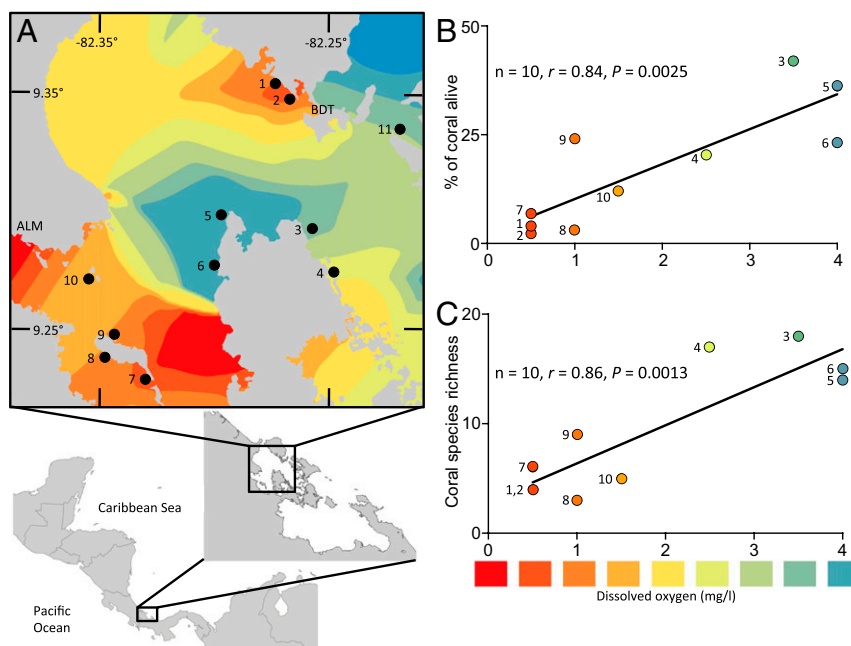 A
-82.35°
-82.25°
9.35°
1
2
BDT
11
5
3
ALM
6
4
10
9.25°
9
8
7
Caribbean Sea
Pacific
Ocean
B
50
25
0
% of coral alive
n = 10, r = 0.84, P = 0.0025
3
5
9
6
4
10
7
1
2
8
0 1 2 3 4
C
20
10
0
Coral species richness
n = 10, r = 0.86, P = 0.0013
4
3
6
5
9
7
1,2
10
8
0 1 2 3 4
Dissolved oxygen (mg/l)